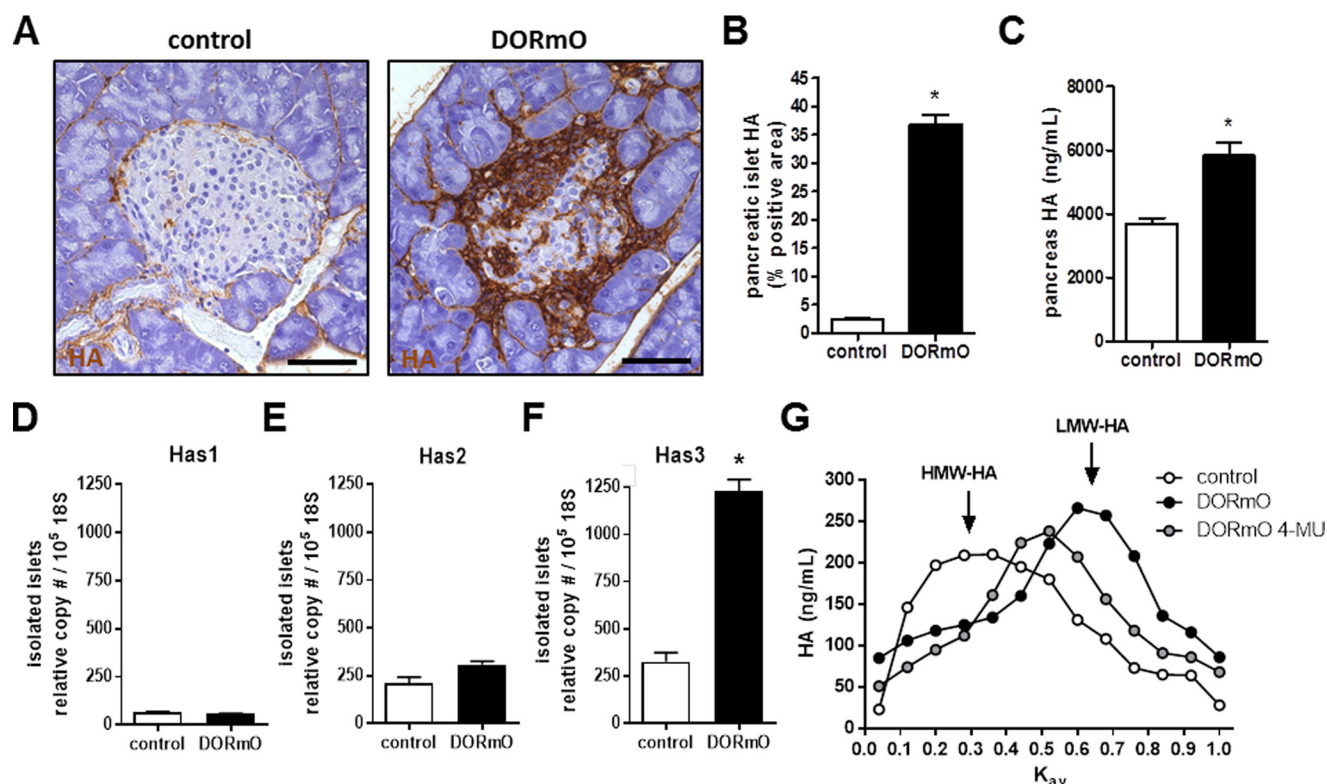 A
control
DORmO
HA
HA
B
pancreatic islet HA
(% positive area)
45
40
35
30
25
20
15
10
5
0
control
DORmO
*
C
pancreas HA (ng/mL)
8000
6000
4000
2000
0
control
DORmO
*
D
Has1
isolated islets
relative copy # / 10⁵ 18S
1250
1000
750
500
250
0
control
DORmO
E
Has2
isolated islets
relative copy # / 10⁵ 18S
1250
1000
750
500
250
0
control
DORmO
F
Has3
isolated islets
relative copy # / 10⁵ 18S
1250
1000
750
500
250
0
control
DORmO
*
G
HMW-HA
LMW-HA
HA (ng/mL)
300
250
200
150
100
50
0
0.0 0.1 0.2 0.3 0.4 0.5 0.6 0.7 0.8 0.9 1.0
Kav
control
DORmO
DORmO 4-MU